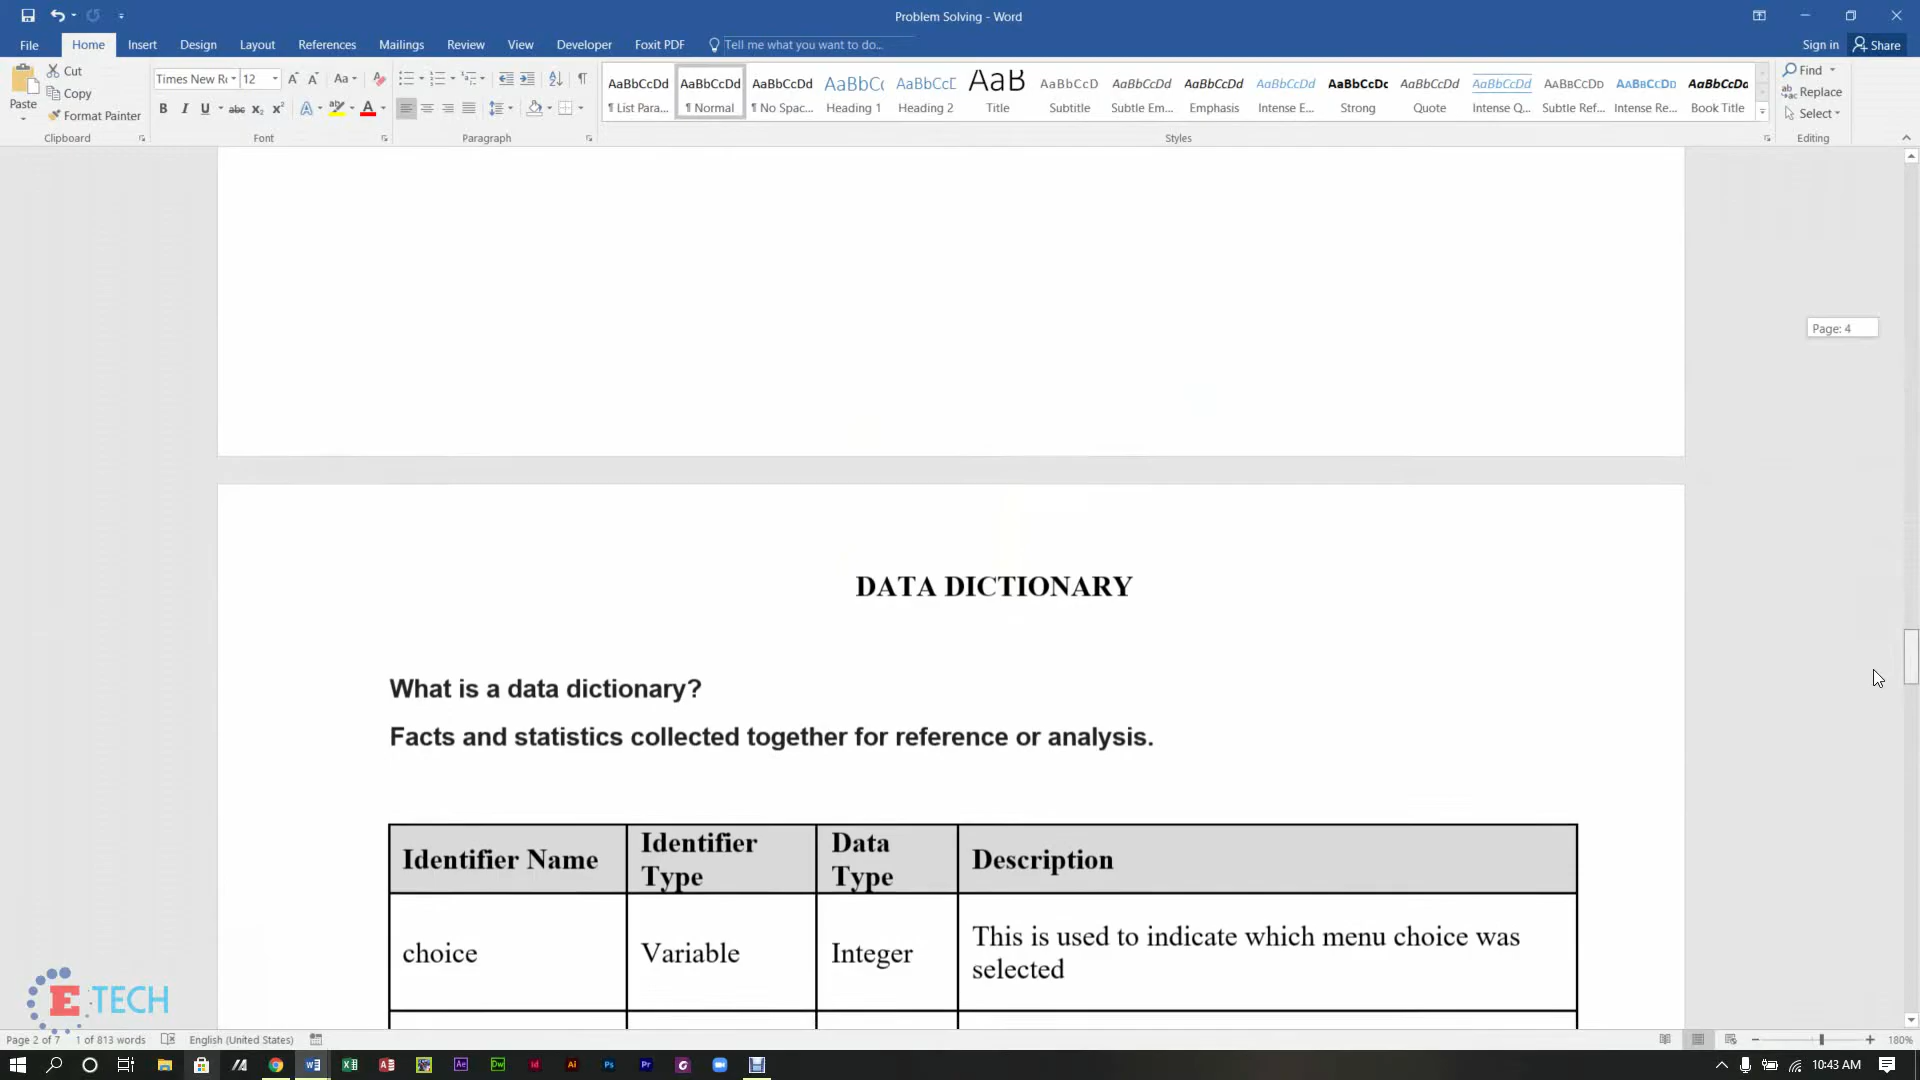 Problem Solving - Word
File Home Insert Design Layout References Mailings Review View Developer Foxit PDF Tell me what you want to do... Sign in Share
Paste Cut Copy Format Painter
Times New R 12
AaBbCcDd AaBbCcDd AaBbCcDd AaBbC AaBbCcD AaB AaBbCcD AaBbCcDd AaBbCcDd AaBbCcDd AaBbCcDc AaBbCcDd AaBbCcDd AaBbCcDd AaBbCcDd AaBbCcDd
¶ List Para... ¶ Normal ¶ No Spac... Heading 1 Heading 2 Title Subtitle Subtle Em... Emphasis Intense E... Strong Quote Intense Q... Subtle Ref... Intense Re... Book Title
Find Replace Select
Clipboard Font Paragraph Styles Editing
Page: 4
DATA DICTIONARY
What is a data dictionary?
Facts and statistics collected together for reference or analysis.
Identifier Name Identifier Type Data Type Description
choice Variable Integer This is used to indicate which menu choice was
selected
E TECH
Page 2 of 7 1 of 813 words English (United States) 180%
10:43 AM